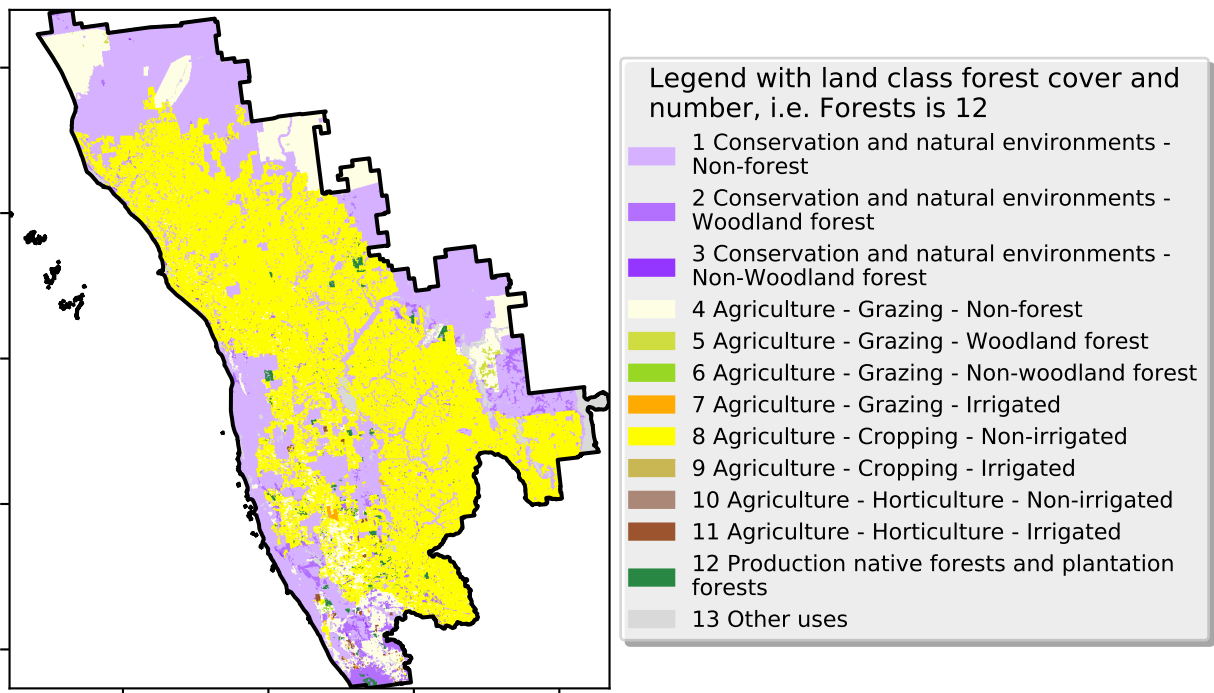 Legend with land class forest cover and
number, i.e. Forests is 12
1 Conservation and natural environments -
Non-forest
2 Conservation and natural environments -
Woodland forest
3 Conservation and natural environments -
Non-Woodland forest
4 Agriculture - Grazing - Non-forest
5 Agriculture - Grazing - Woodland forest
6 Agriculture - Grazing - Non-woodland forest
7 Agriculture - Grazing - Irrigated
8 Agriculture - Cropping - Non-irrigated
9 Agriculture - Cropping - Irrigated
10 Agriculture - Horticulture - Non-irrigated
11 Agriculture - Horticulture - Irrigated
12 Production native forests and plantation
forests
13 Other uses